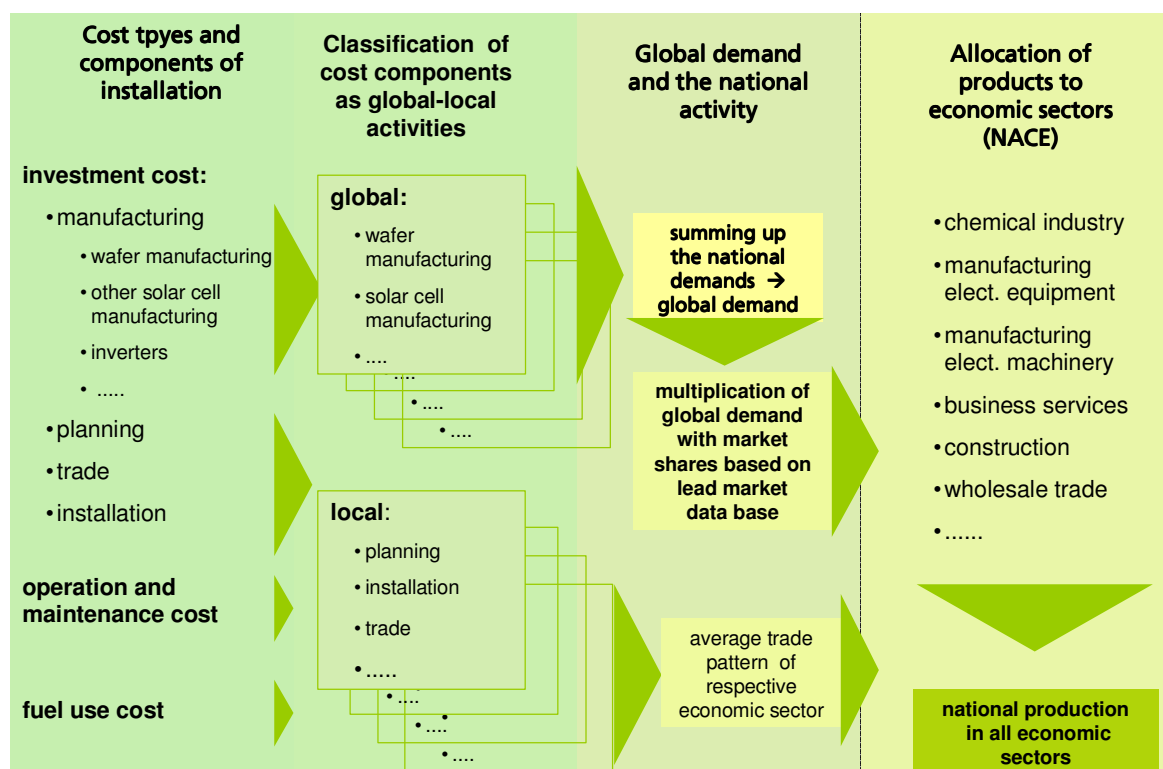 Cost tpyes and
components of
installation
Classification of
cost components
as global-local
activities
Global demand
and the national
activity
Allocation of
products to
economic sectors
(NACE)
investment cost:
•manufacturing
• wafer manufacturing
• other solar cell
manufacturing
• inverters
• .....
•planning
•trade
•installation
operation and
maintenance cost
fuel use cost
global:
• wafer
manufacturing
• solar cell
manufacturing
• ....
• ....
• ....
• ....
local:
• planning
• installation
• trade
• .....
• ....
• ....
• ....
summing up
the national
demands →
global demand
multiplication of
global demand
with market
shares based on
lead market
data base
average trade
pattern of
respective
economic sector
•chemical industry
•manufacturing
elect. equipment
•manufacturing
elect. machinery
•business services
•construction
•wholesale trade
•......
national production
in all economic
sectors